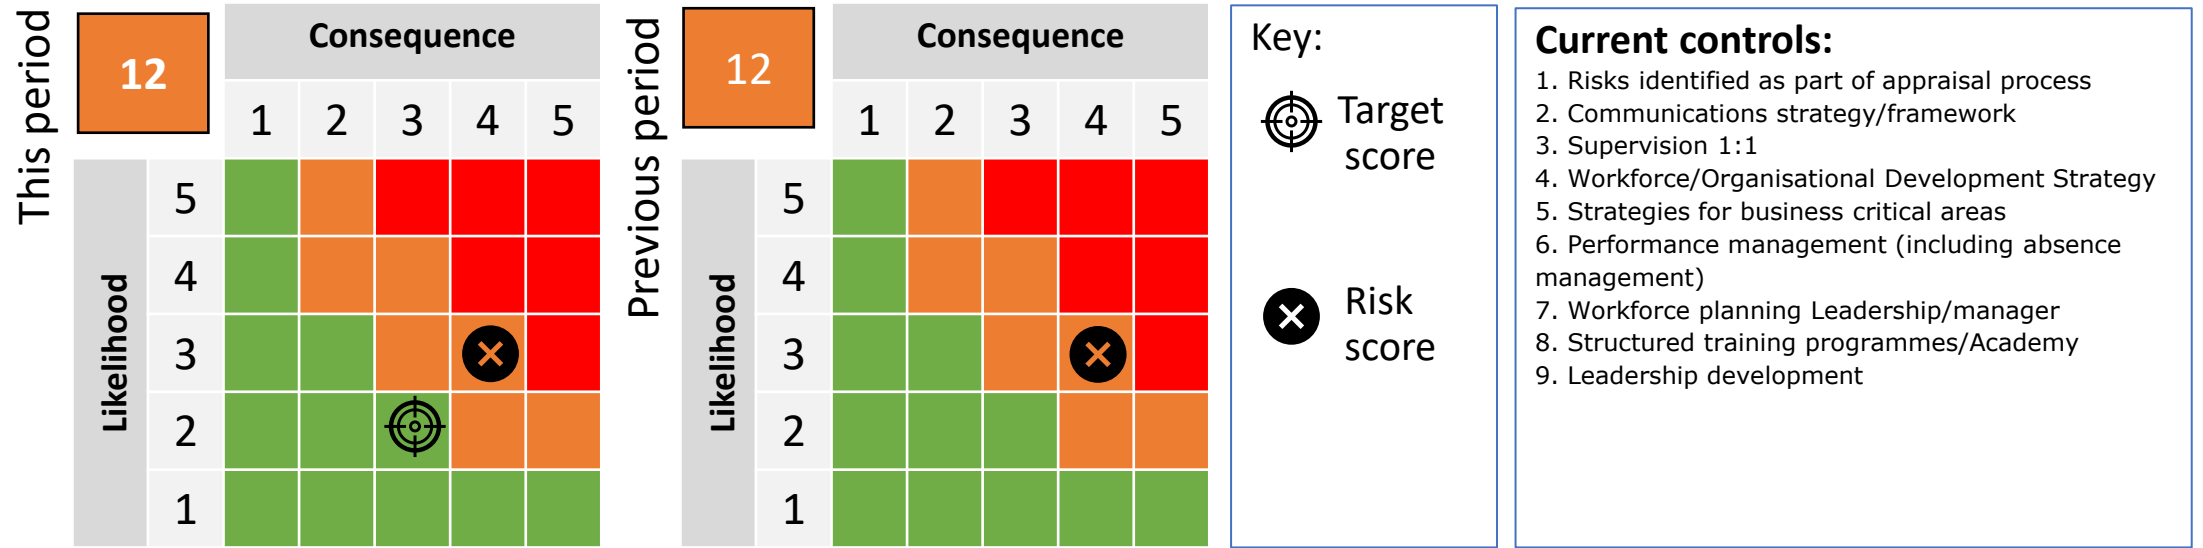 This period
12
Consequence
1 2 3 4 5
Likelihood
5
4
3
2
1
Previous period
12
Consequence
1 2 3 4 5
Likelihood
5
4
3
2
1
Key:
Target
score
Risk
score
Current controls:
1. Risks identified as part of appraisal process
2. Communications strategy/framework
3. Supervision 1:1
4. Workforce/Organisational Development Strategy
5. Strategies for business critical areas
6. Performance management (including absence
management)
7. Workforce planning Leadership/manager
8. Structured training programmes/Academy
9. Leadership development